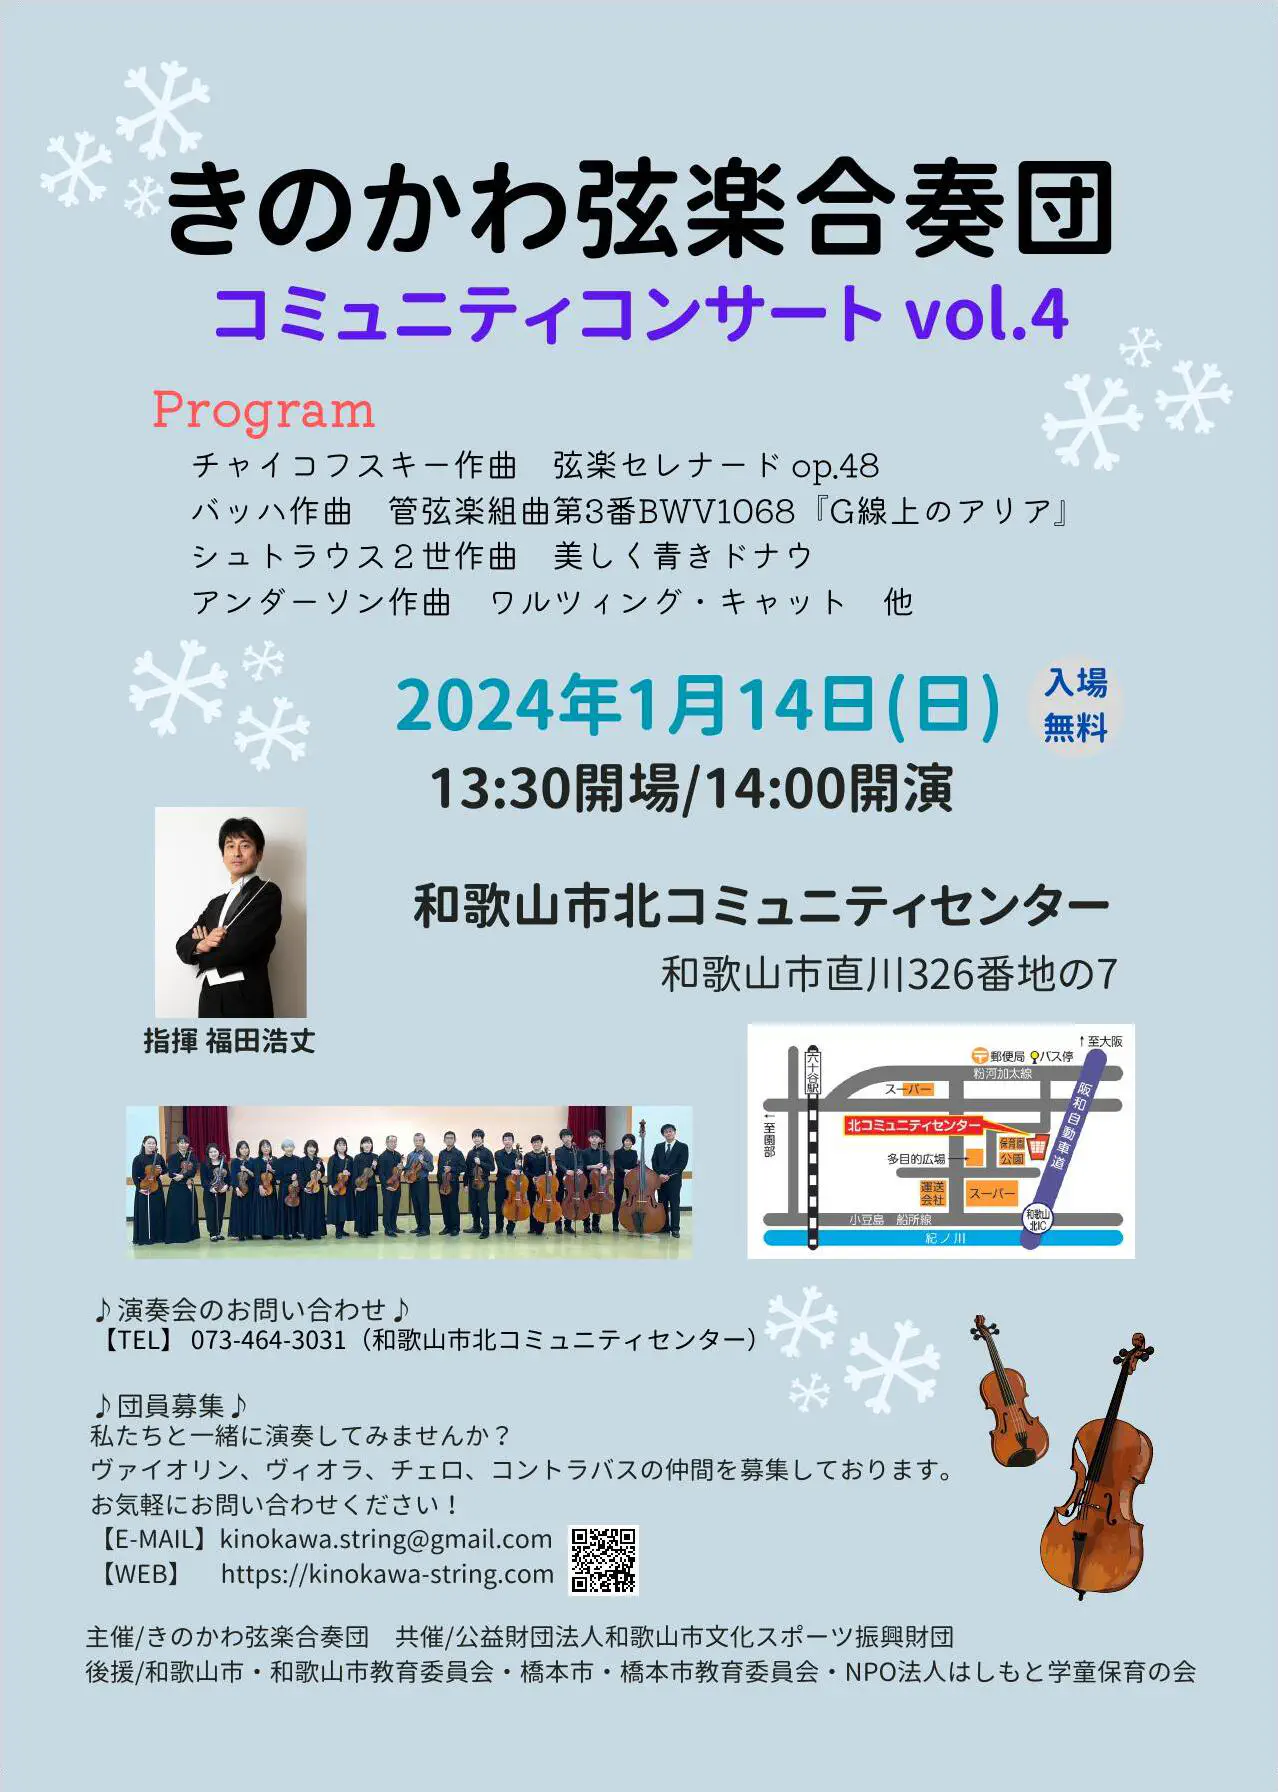 きのかわ弦楽合奏団
コミュニティコンサート vol.4
Program
チャイコフスキー作曲　弦楽セレナード op.48
バッハ作曲　管弦楽組曲第3番BWV1068『G線上のアリア』
シュトラウス２世作曲　美しく青きドナウ
アンダーソン作曲　ワルツィング・キャット　他
2024年1月14日(日)
入場
無料
13:30開場/14:00開演
和歌山市北コミュニティセンター
和歌山市直川326番地の7
指揮 福田浩丈
↑至大阪
郵便局
バス停
粉河加太線
六十谷駅
スーパー
阪和自動車道
←至園部
北コミュニティセンター
保育園
公園
多目的広場
運送
会社
スーパー
和歌山
北IC
小豆島　船所線
紀ノ川
♪演奏会のお問い合わせ♪
【TEL】 073-464-3031（和歌山市北コミュニティセンター）
♪団員募集♪
私たちと一緒に演奏してみませんか？
ヴァイオリン、ヴィオラ、チェロ、コントラバスの仲間を募集しております。
お気軽にお問い合わせください！
【E-MAIL】kinokawa.string@gmail.com
【WEB】　https://kinokawa-string.com
主催/きのかわ弦楽合奏団　共催/公益財団法人和歌山市文化スポーツ振興財団
後援/和歌山市・和歌山市教育委員会・橋本市・橋本市教育委員会・NPO法人はしもと学童保育の会